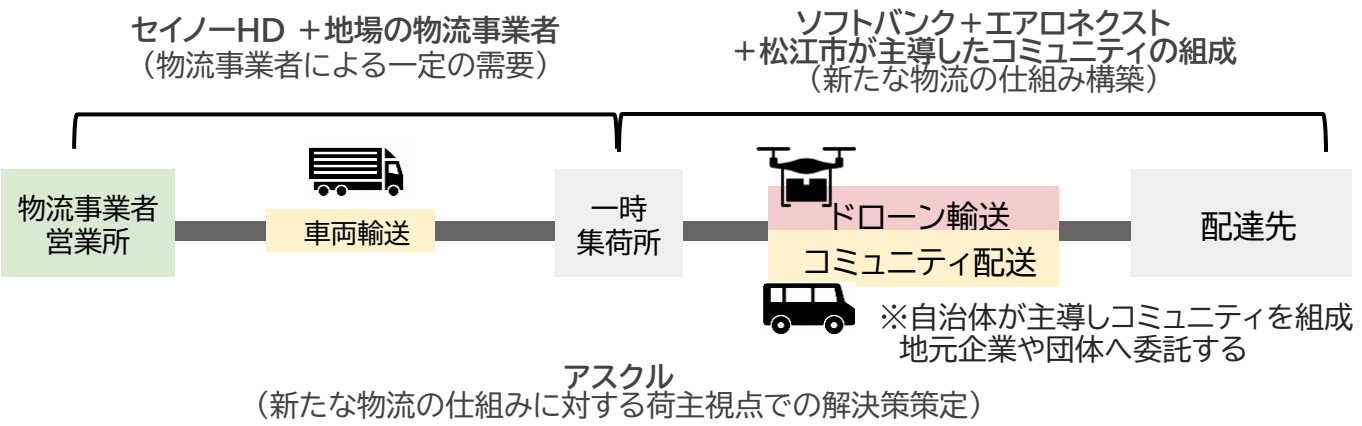 セイノーHD ＋地場の物流事業者
（物流事業者による一定の需要）
ソフトバンク＋エアロネクスト
＋松江市が主導したコミュニティの組成
（新たな物流の仕組み構築）
物流事業者
営業所
車両輸送
一時
集荷所
ドローン輸送
コミュニティ配送
配達先
※自治体が主導しコミュニティを組成
地元企業や団体へ委託する
アスクル
（新たな物流の仕組みに対する荷主視点での解決策策定）